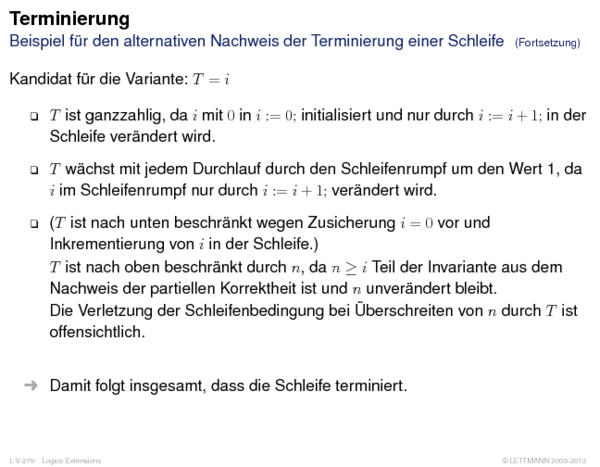 Terminierung
Beispiel für den alternativen Nachweis der Terminierung einer Schleife (Fortsetzung)
Kandidat für die Variante: T = i
❑ T ist ganzzahlig, da i mit 0 in i := 0; initialisiert und nur durch i := i + 1; in der
Schleife verändert wird.
❑ T wächst mit jedem Durchlauf durch den Schleifenrumpf um den Wert 1, da
i im Schleifenrumpf nur durch i := i + 1; verändert wird.
❑ (T ist nach unten beschränkt wegen Zusicherung i = 0 vor und
Inkrementierung von i in der Schleife.)
T ist nach oben beschränkt durch n, da n ≥ i Teil der Invariante aus dem
Nachweis der partiellen Korrektheit ist und n unverändert bleibt.
Die Verletzung der Schleifenbedingung bei Überschreiten von n durch T ist
offensichtlich.
➜ Damit folgt insgesamt, dass die Schleife terminiert.
L:V-279 Logics Extensions © LETTMANN 2003-2013